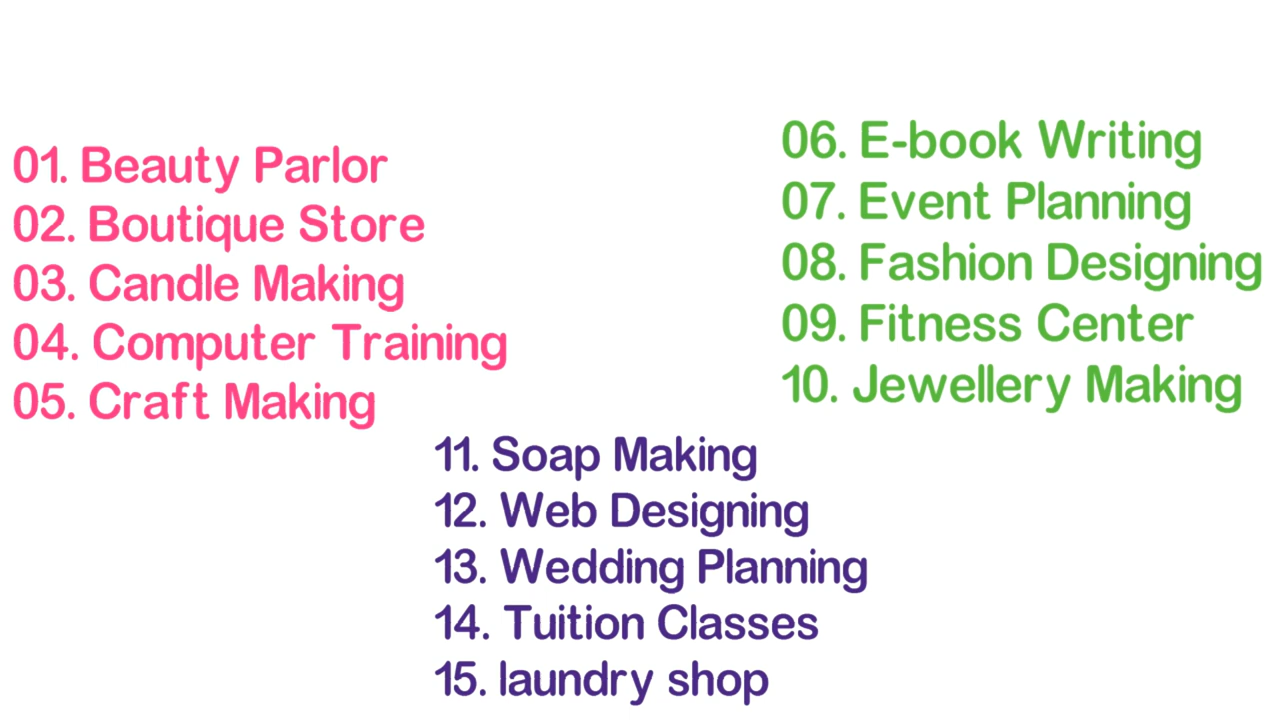 01. Beauty Parlor
02. Boutique Store
03. Candle Making
04. Computer Training
05. Craft Making
06. E-book Writing
07. Event Planning
08. Fashion Designing
09. Fitness Center
10. Jewellery Making
11. Soap Making
12. Web Designing
13. Wedding Planning
14. Tuition Classes
15. laundry shop